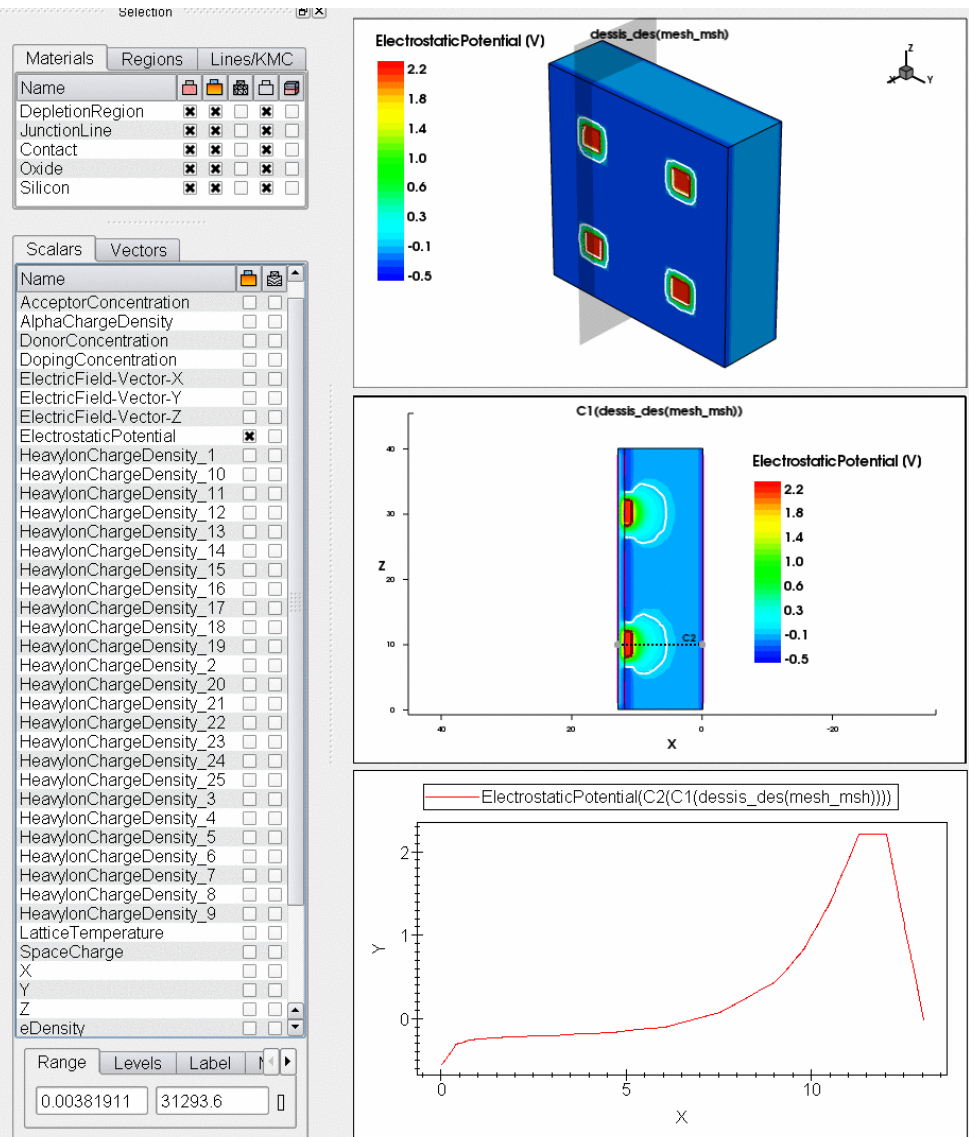 Selection
Materials Regions Lines/KMC
Name
DepletionRegion
JunctionLine
Contact
Oxide
Silicon
Scalars Vectors
Name
AcceptorConcentration
AlphaChargeDensity
DonorConcentration
DopingConcentration
ElectricField-Vector-X
ElectricField-Vector-Y
ElectricField-Vector-Z
ElectrostaticPotential
HeavyIonChargeDensity_1
HeavyIonChargeDensity_10
HeavyIonChargeDensity_11
HeavyIonChargeDensity_12
HeavyIonChargeDensity_13
HeavyIonChargeDensity_14
HeavyIonChargeDensity_15
HeavyIonChargeDensity_16
HeavyIonChargeDensity_17
HeavyIonChargeDensity_18
HeavyIonChargeDensity_19
HeavyIonChargeDensity_2
HeavyIonChargeDensity_20
HeavyIonChargeDensity_21
HeavyIonChargeDensity_22
HeavyIonChargeDensity_23
HeavyIonChargeDensity_24
HeavyIonChargeDensity_25
HeavyIonChargeDensity_3
HeavyIonChargeDensity_4
HeavyIonChargeDensity_5
HeavyIonChargeDensity_6
HeavyIonChargeDensity_7
HeavyIonChargeDensity_8
HeavyIonChargeDensity_9
LatticeTemperature
SpaceCharge
X
Y
Z
eDensity
Range Levels Label
0.00381911 31293.6
dessis_des(mesh_msh)
ElectrostaticPotential (V)
2.2
1.8
1.4
1.0
0.6
0.3
-0.1
-0.5
Z
X Y
C1(dessis_des(mesh_msh))
40
30
20
10
0
Z
C2
40 20 0 -20
X
ElectrostaticPotential (V)
2.2
1.8
1.4
1.0
0.6
0.3
-0.1
-0.5
ElectrostaticPotential(C2(C1(dessis_des(mesh_msh))))
2
1
0
Y
0 5 10
X